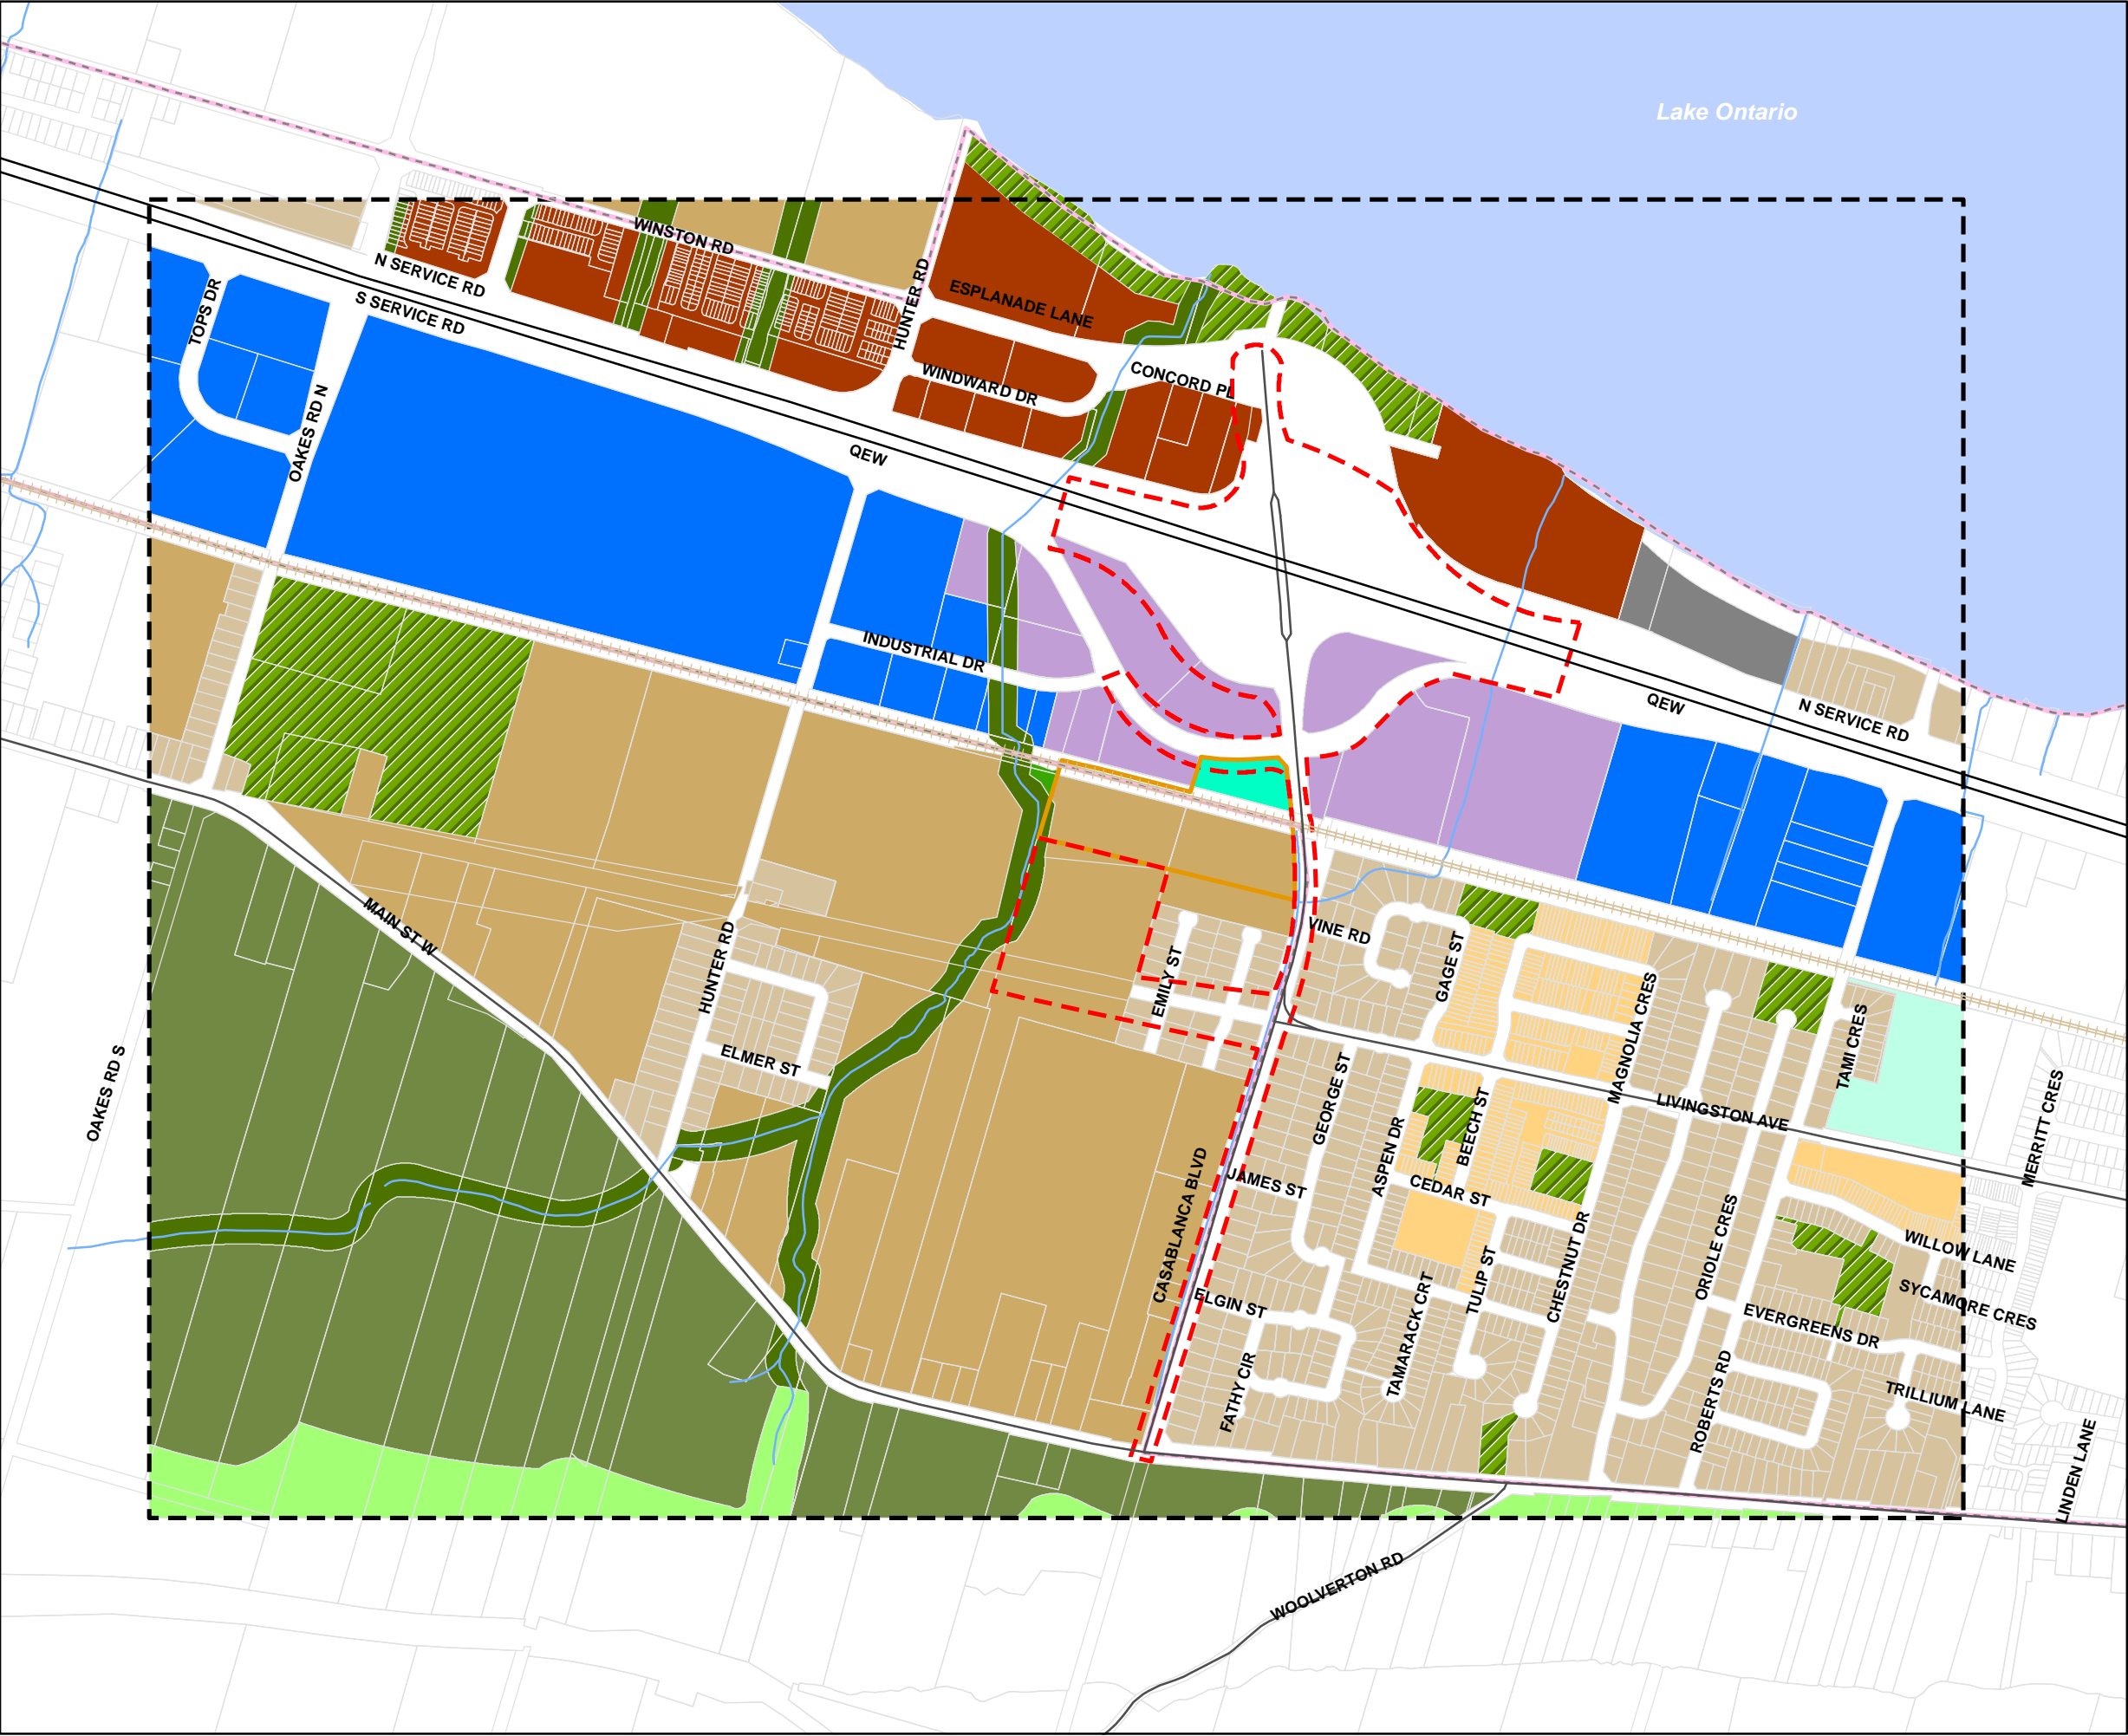 Lake Ontario
WINSTON RD
N SERVICE RD
S SERVICE RD
TOPS DR
HUNTER RD
ESPLANADE LANE
WINDWARD DR
CONCORD PL
OAKES RD N
QEW
INDUSTRIAL DR
QEW
N SERVICE RD
MAIN ST W
HUNTER RD
VINE RD
EMILY ST
GAGE ST
MAGNOLIA CRES
TAMI CRES
ELMER ST
OAKES RD S
GEORGE ST
LIVINGSTON AVE
MERRITT CRES
BEECH ST
ASPEN DR
JAMES ST
CEDAR ST
CASABLANCA BLVD
CHESTNUT DR
ORIOLE CRES
WILLOW LANE
TULIP ST
SYCAMORE CRES
ELGIN ST
TAMARACK CRT
EVERGREENS DR
FATHY CIR
ROBERTS RD
TRILLIUM LANE
LINDEN LANE
WOOLVERTON RD